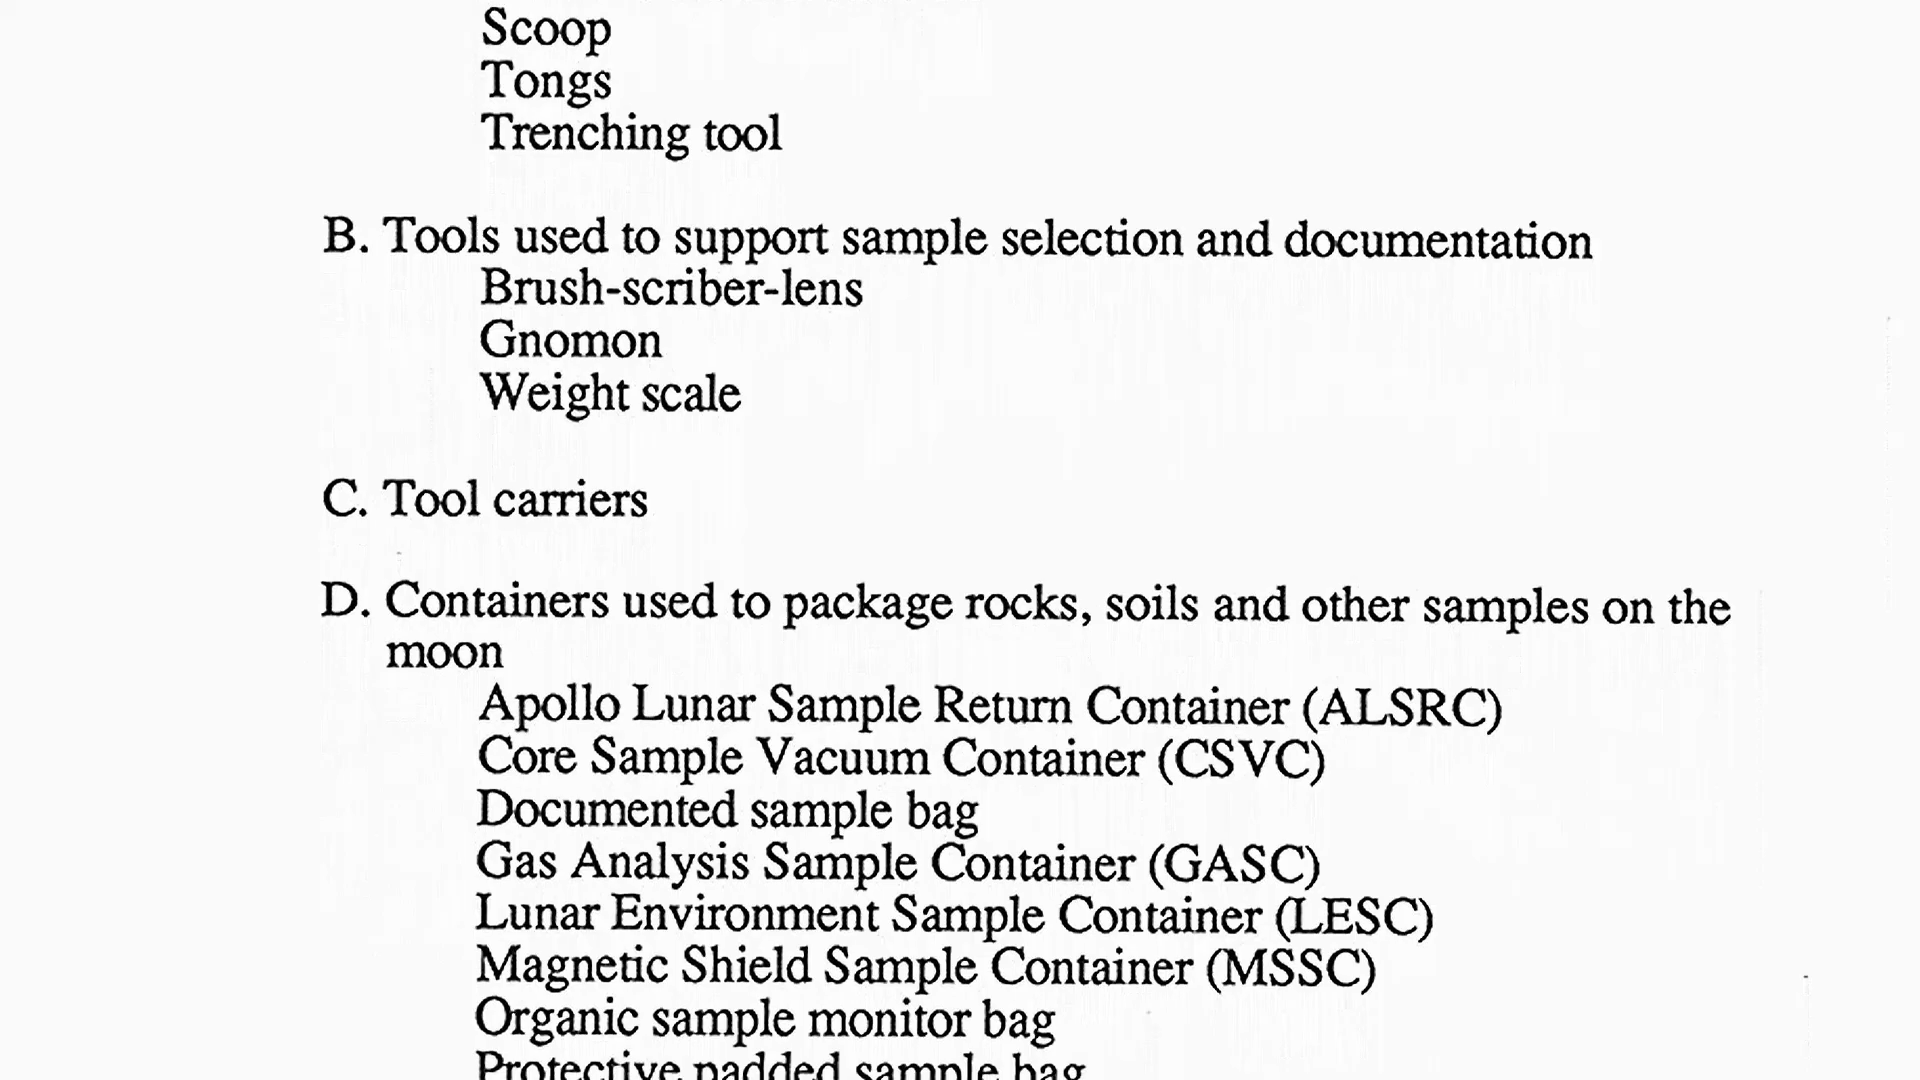 Scoop
Tongs
Trenching tool
B. Tools used to support sample selection and documentation
Brush-scriber-lens
Gnomon
Weight scale
C. Tool carriers
D. Containers used to package rocks, soils and other samples on the
moon
Apollo Lunar Sample Return Container (ALSRC)
Core Sample Vacuum Container (CSVC)
Documented sample bag
Gas Analysis Sample Container (GASC)
Lunar Environment Sample Container (LESC)
Magnetic Shield Sample Container (MSSC)
Organic sample monitor bag
Protective padded sample bag